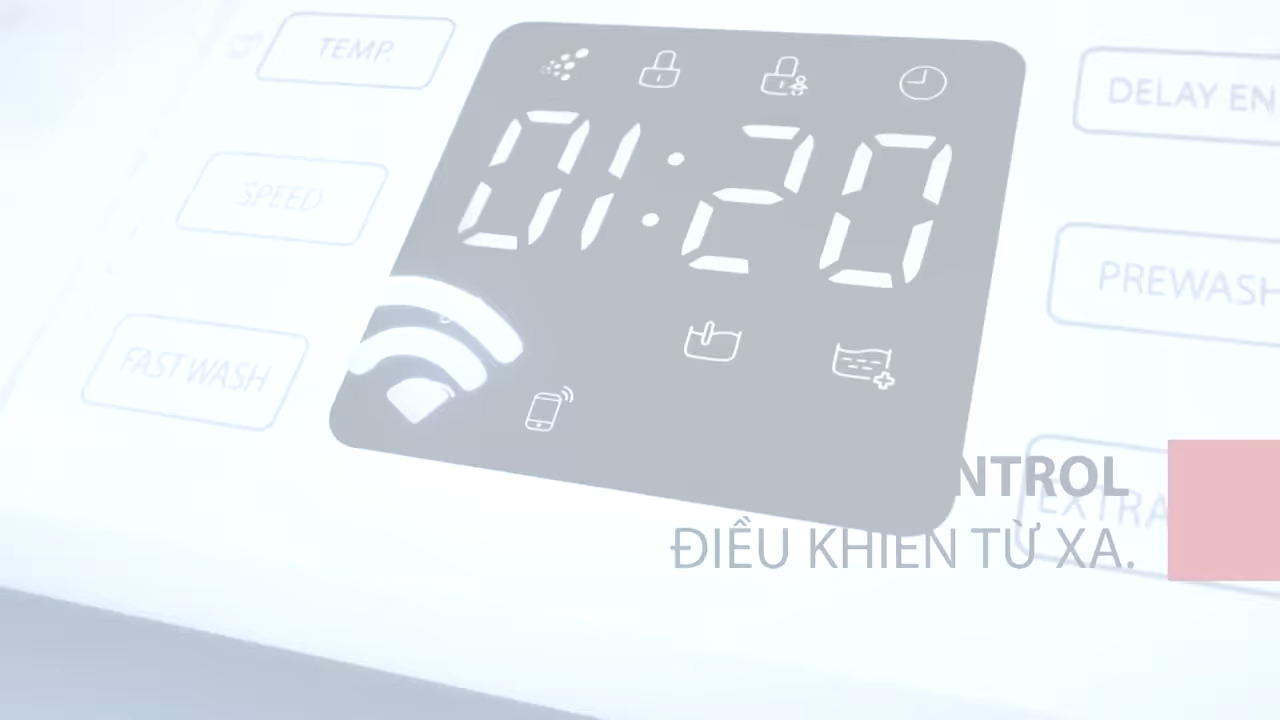 TEMP.
SPEED
FAST WASH
01:20
DELAY EN
PREWASH
EXTRA
NTROL
ĐIỀU KHIỂN TỪ XA.